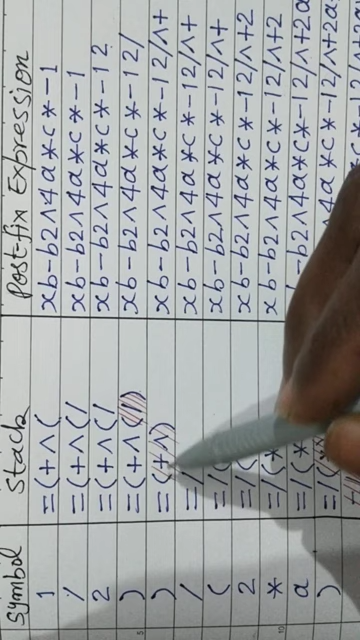 Symbol Stack Post-fix Expression
1 =(+^( xb-b2^4a*c*-1
/ =(+^(/ xb-b2^4a*c*-1
2 =(+^(/ xb-b2^4a*c*-12
) =(+^(/) xb-b2^4a*c*-12/
) =(+^) xb-b2^4a*c*-12/^+
/ =/ xb-b2^4a*c*-12/^+
( =/( xb-b2^4a*c*-12/^+
2 =/( xb-b2^4a*c*-12/^+2
* =/(* xb-b2^4a*c*-12/^+2
a =/(* b-b2^4a*c*-12/^+2a
) =/( 4a*c*-12/^+2a